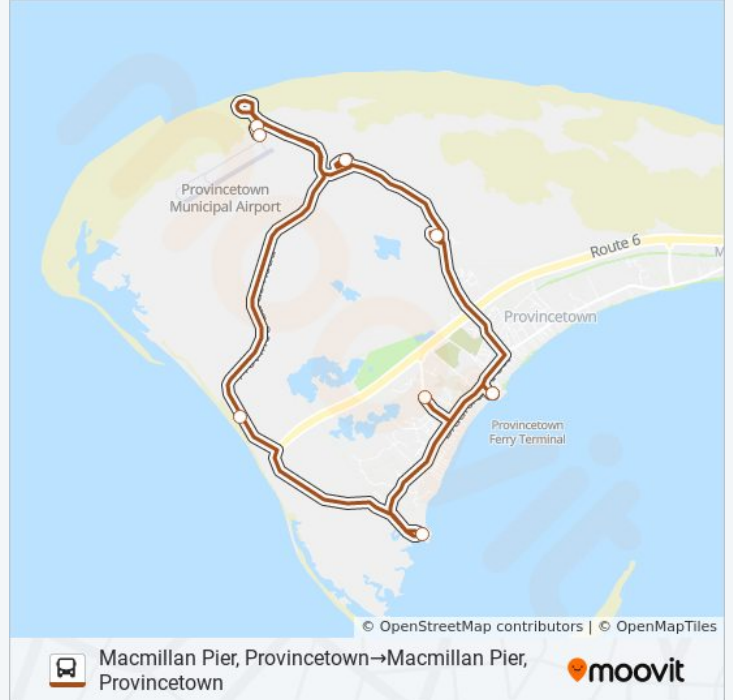 Provincetown
Municipal Airport
Route 6
M
Provincetown
Provincetown
Ferry Terminal
© OpenStreetMap contributors | © OpenMapTiles
Macmillan Pier, Provincetown→Macmillan Pier,
Provincetown
moovit